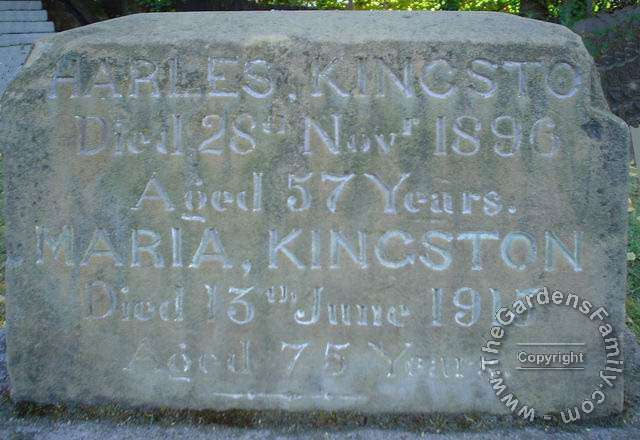 HARLES, KINGSTO
Died 28th Novr 1896
Aged 57 Years.
MARIA, KINGSTON
Died 13th June
Aged 75 Years
www.TheGardensFamily.com
Copyright